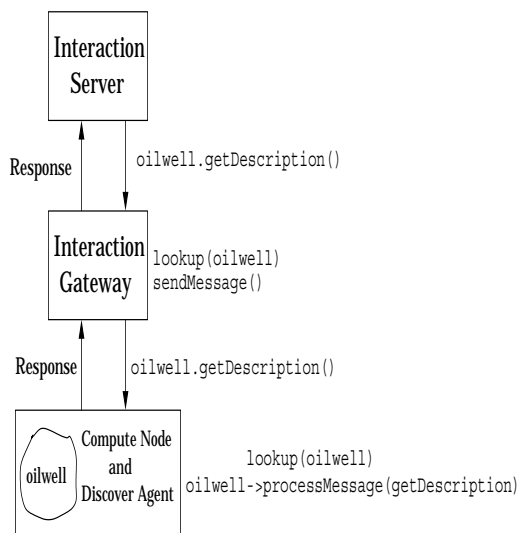 Interaction
Server
Response
oilwell.getDescription()
Interaction
Gateway
lookup(oilwell)
sendMessage()
Response
oilwell.getDescription()
oilwell
Compute Node
and
Discover Agent
lookup(oilwell)
oilwell->processMessage(getDescription)